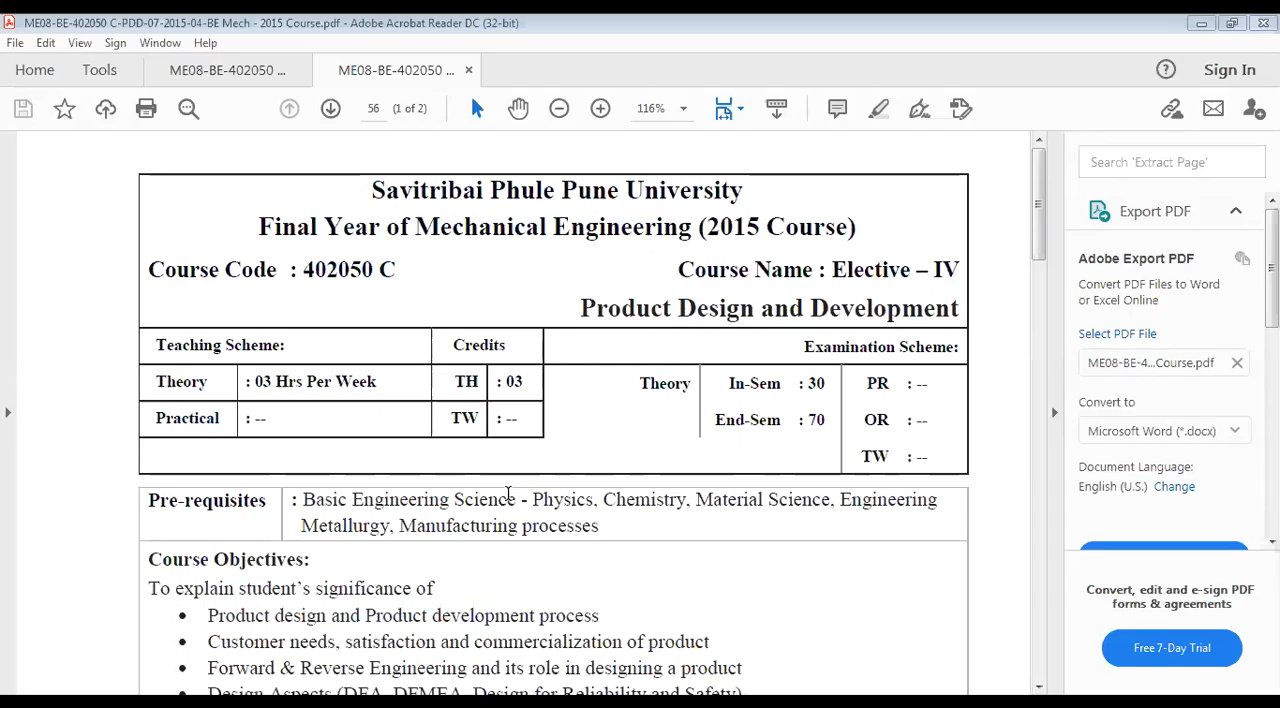 ME08-BE-402050 C-PDD-07-2015-04-BE Mech - 2015 Course.pdf - Adobe Acrobat Reader DC (32-bit)
File Edit View Sign Window Help
Home Tools ME08-BE-402050 ... ME08-BE-402050 ... × Sign In
56 (1 of 2) 116%
Search 'Extract Page'
Savitribai Phule Pune University
Final Year of Mechanical Engineering (2015 Course)
Course Code : 402050 C Course Name : Elective – IV
Product Design and Development
Teaching Scheme: Credits Examination Scheme:
Theory : 03 Hrs Per Week TH : 03 Theory In-Sem : 30 PR : --
Practical : -- TW : -- End-Sem : 70 OR : --
TW : --
Pre-requisites : Basic Engineering Science - Physics, Chemistry, Material Science, Engineering
Metallurgy, Manufacturing processes
Course Objectives:
To explain student's significance of
• Product design and Product development process
• Customer needs, satisfaction and commercialization of product
• Forward & Reverse Engineering and its role in designing a product
Design Aspects (DFA, DFMEA, Design for Reliability and Safety)
Export PDF
Adobe Export PDF
Convert PDF Files to Word
or Excel Online
Select PDF File
ME08-BE-4...Course.pdf
Convert to
Microsoft Word (*.docx)
Document Language:
English (U.S.) Change
Convert, edit and e-sign PDF
forms & agreements
Free 7-Day Trial